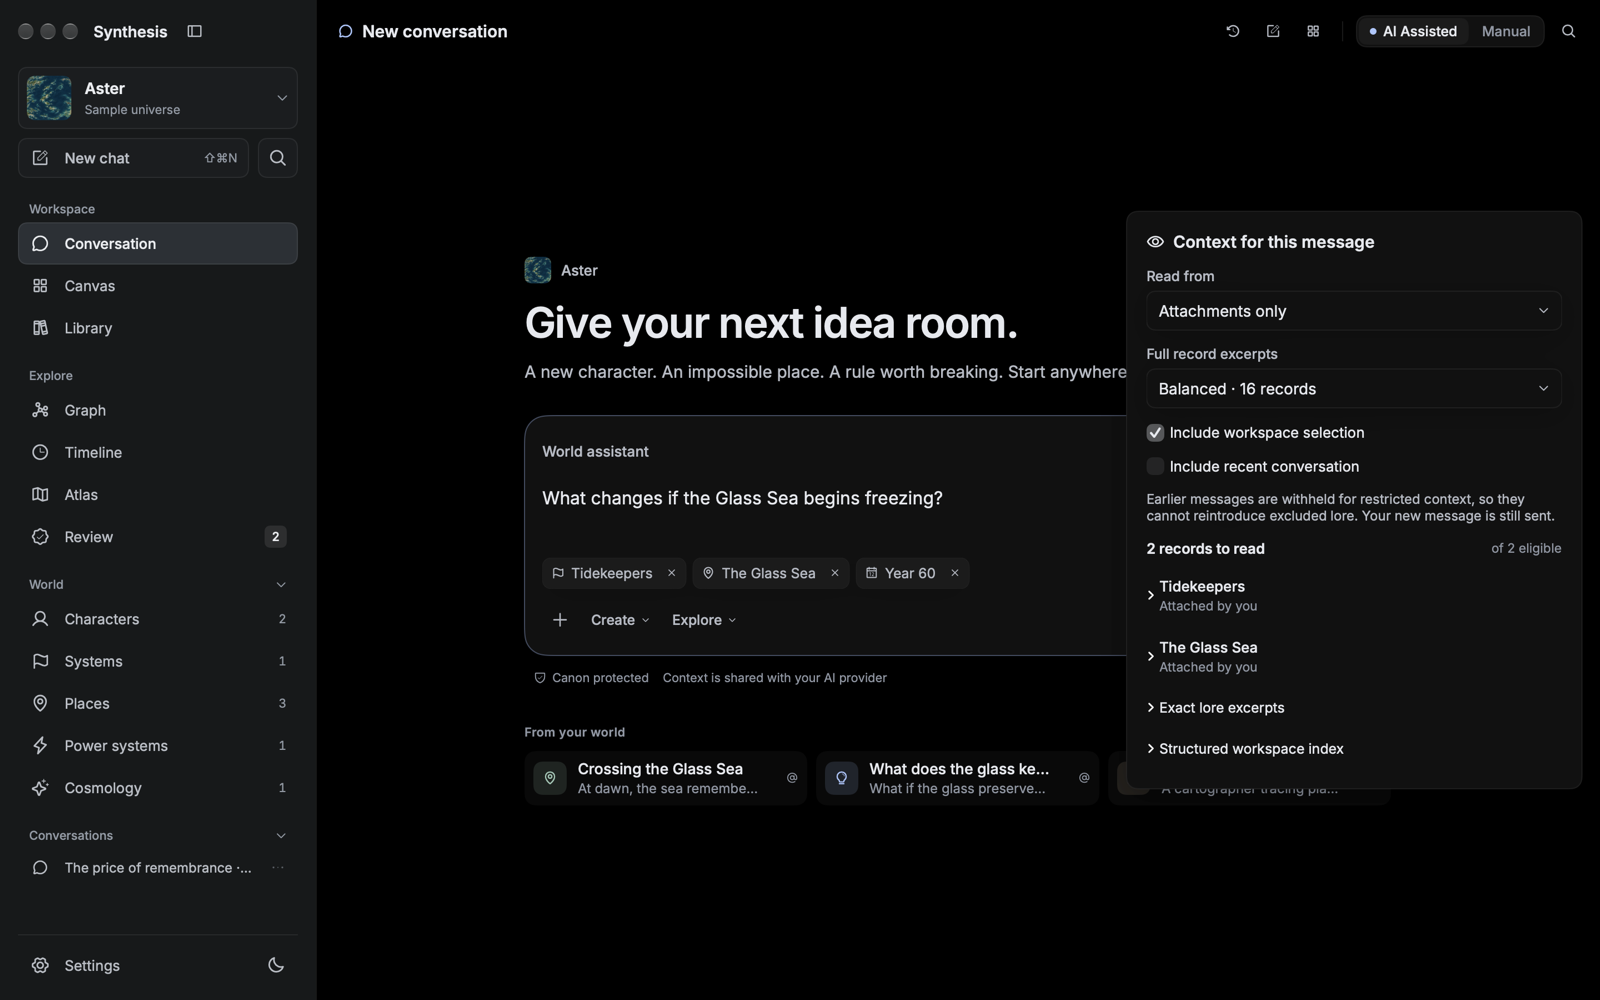 Synthesis
Aster
Sample universe
New chat ⇧⌘N
Workspace
Conversation
Canvas
Library
Explore
Graph
Timeline
Atlas
Review 2
World
Characters 2
Systems 1
Places 3
Power systems 1
Cosmology 1
Conversations
The price of remembrance ·...
Settings
New conversation
AI Assisted
Manual
Aster
Give your next idea room.
A new character. An impossible place. A rule worth breaking. Start anywhere
World assistant
What changes if the Glass Sea begins freezing?
Tidekeepers ×
The Glass Sea ×
Year 60 ×
Create
Explore
Canon protected
Context is shared with your AI provider
From your world
Crossing the Glass Sea
At dawn, the sea remembe... @
What does the glass ke...
What if the glass preserve... @
A cartographer tracing pla...
Context for this message
Read from
Attachments only
Full record excerpts
Balanced · 16 records
Include workspace selection
Include recent conversation
Earlier messages are withheld for restricted context, so they
cannot reintroduce excluded lore. Your new message is still sent.
2 records to read of 2 eligible
Tidekeepers
Attached by you
The Glass Sea
Attached by you
Exact lore excerpts
Structured workspace index